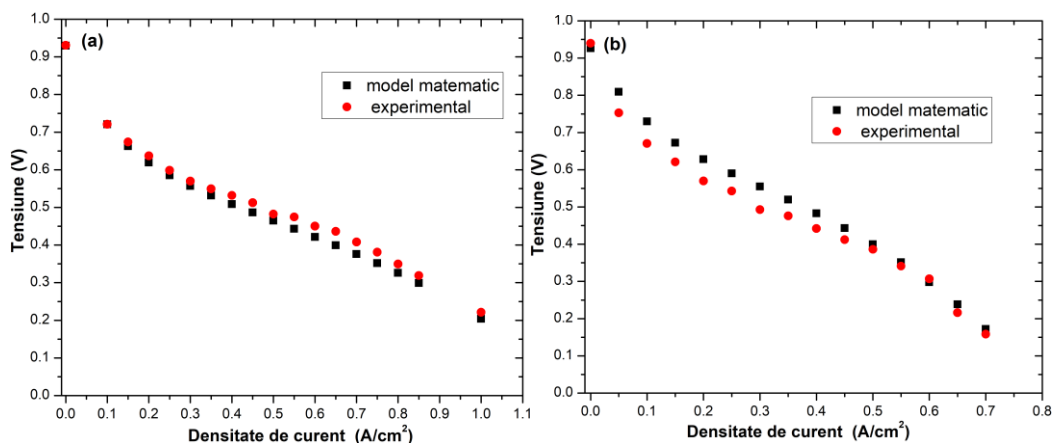 (a)
model matematic
experimental
Tensiune (V)
1.0
0.9
0.8
0.7
0.6
0.5
0.4
0.3
0.2
0.1
0.0
0.0 0.1 0.2 0.3 0.4 0.5 0.6 0.7 0.8 0.9 1.0 1.1
Densitate de curent (A/cm²)
(b)
model matematic
experimental
Tensiune (V)
1.0
0.9
0.8
0.7
0.6
0.5
0.4
0.3
0.2
0.1
0.0
0.0 0.1 0.2 0.3 0.4 0.5 0.6 0.7 0.8
Densitate de curent (A/cm²)